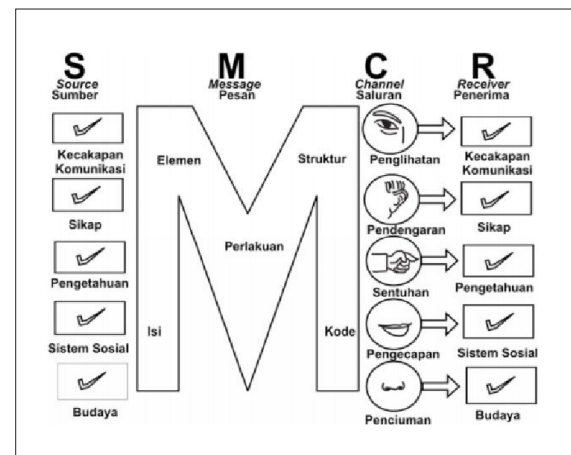 S
Source
Sumber
Kecakapan
Komunikasi
Sikap
Pengetahuan
Sistem Sosial
Budaya
M
Message
Pesan
Elemen
Struktur
Perlakuan
Isi
Kode
C
Channel
Saluran
Penglihatan
Pendengaran
Sentuhan
Pengecapan
Penciuman
R
Receiver
Penerima
Kecakapan
Komunikasi
Sikap
Pengetahuan
Sistem Sosial
Budaya